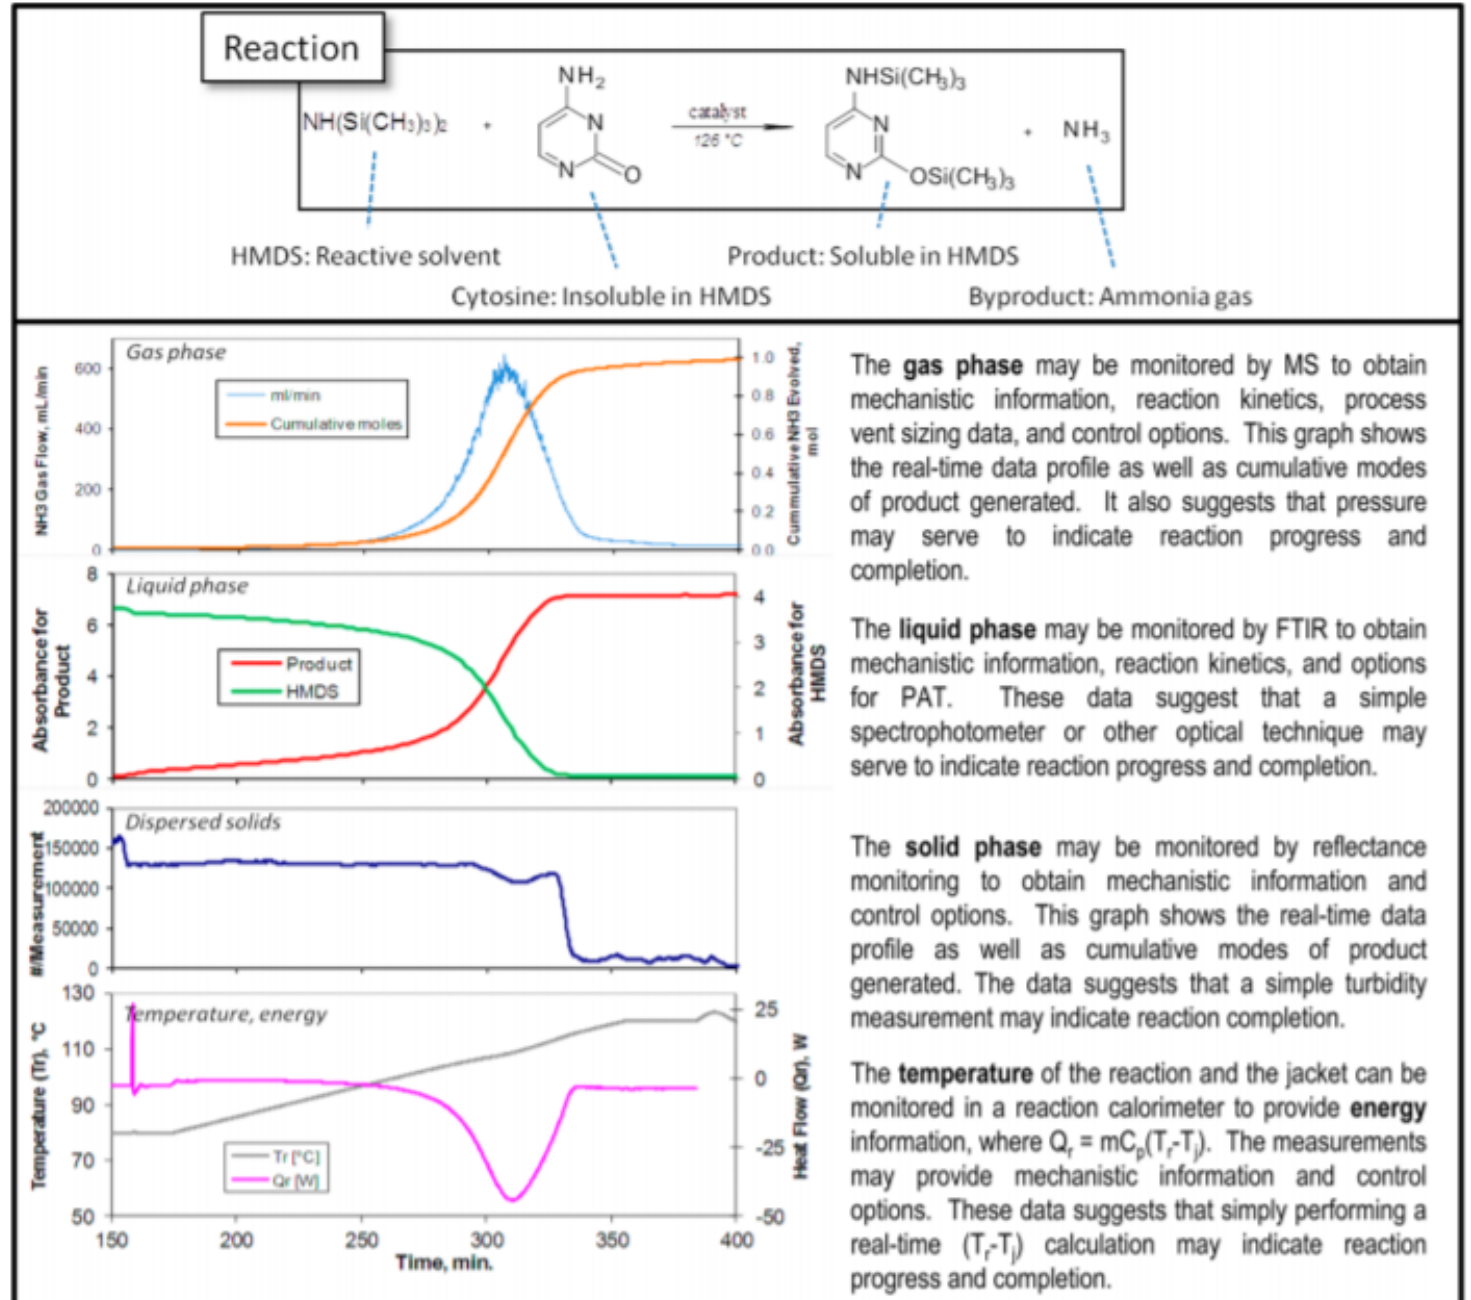 Reaction
NH(Si(CH₃)₃)₂ + NH₂ N N O catalyst 126 °C NHSi(CH₃)₃ N N OSi(CH₃)₃ + NH₃
HMDS: Reactive solvent
Product: Soluble in HMDS
Cytosine: Insoluble in HMDS
Byproduct: Ammonia gas
Gas phase
ml/min
Cumulative moles
NH3 Gas Flow, mL/min
600
400
200
0
Cummulative NH3 Evolved,
mol
1.0
0.8
0.6
0.4
0.2
0.0
The gas phase may be monitored by MS to obtain
mechanistic information, reaction kinetics, process
vent sizing data, and control options. This graph shows
the real-time data profile as well as cumulative modes
of product generated. It also suggests that pressure
may serve to indicate reaction progress and
completion.
Liquid phase
Product
HMDS
Absorbance for
Product
8
6
4
2
0
Absorbance for
HMDS
4
3
2
1
0
The liquid phase may be monitored by FTIR to obtain
mechanistic information, reaction kinetics, and options
for PAT. These data suggest that a simple
spectrophotometer or other optical technique may
serve to indicate reaction progress and completion.
Dispersed solids
#/Measurement
200000
150000
100000
50000
0
The solid phase may be monitored by reflectance
monitoring to obtain mechanistic information and
control options. This graph shows the real-time data
profile as well as cumulative modes of product
generated. The data suggests that a simple turbidity
measurement may indicate reaction completion.
Temperature, energy
Tr [°C]
Qr [W]
Temperature (Tr), °C
130
110
90
70
50
Heat Flow (Qr), W
25
0
-25
-50
150 200 250 300 350 400
Time, min.
The temperature of the reaction and the jacket can be
monitored in a reaction calorimeter to provide energy
information, where Qᵣ = mCₚ(Tᵣ-Tⱼ). The measurements
may provide mechanistic information and control
options. These data suggests that simply performing a
real-time (Tᵣ-Tⱼ) calculation may indicate reaction
progress and completion.